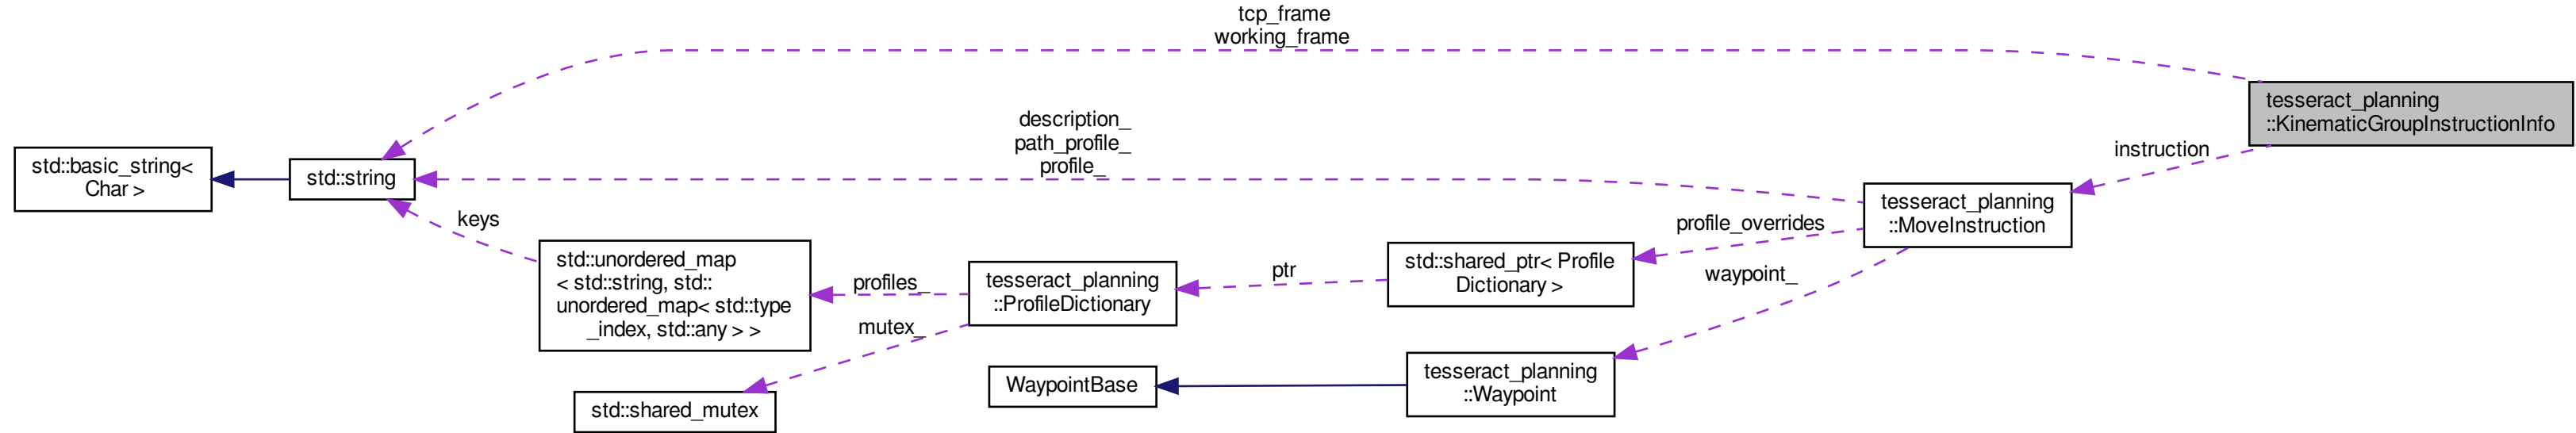 tcp_frame
working_frame
tesseract_planning
::KinematicGroupInstructionInfo
description_
path_profile_
profile_
instruction
std::basic_string<
Char >
std::string
tesseract_planning
::MoveInstruction
keys
profile_overrides
std::unordered_map
< std::string, std::
unordered_map< std::type
_index, std::any > >
profiles_
tesseract_planning
::ProfileDictionary
ptr
std::shared_ptr< Profile
Dictionary >
waypoint_
mutex_
std::shared_mutex
WaypointBase
tesseract_planning
::Waypoint